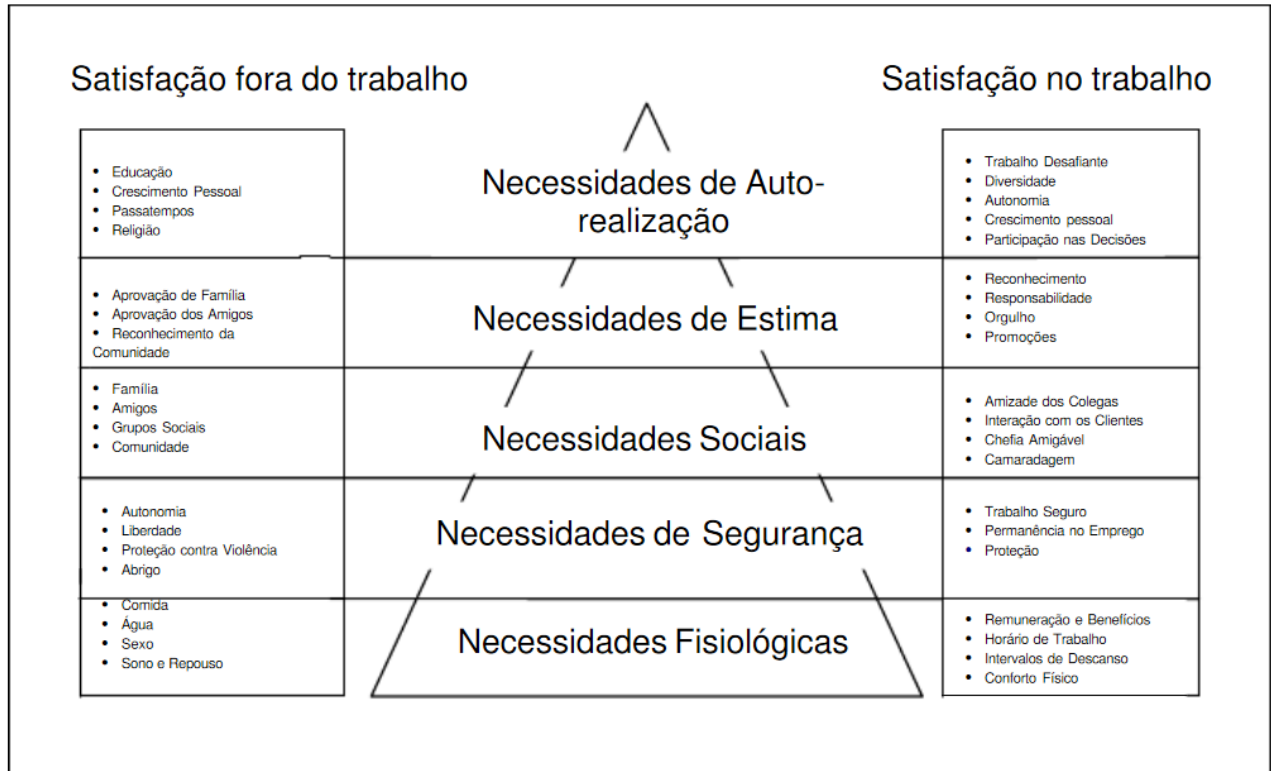 Satisfação fora do trabalho
Satisfação no trabalho
• Educação
• Crescimento Pessoal
• Passatempos
• Religião
Necessidades de Auto-
realização
• Trabalho Desafiante
• Diversidade
• Autonomia
• Crescimento pessoal
• Participação nas Decisões
• Aprovação de Família
• Aprovação dos Amigos
• Reconhecimento da
Comunidade
Necessidades de Estima
• Reconhecimento
• Responsabilidade
• Orgulho
• Promoções
• Família
• Amigos
• Grupos Sociais
• Comunidade
Necessidades Sociais
• Amizade dos Colegas
• Interação com os Clientes
• Chefia Amigável
• Camaradagem
• Autonomia
• Liberdade
• Proteção contra Violência
• Abrigo
Necessidades de Segurança
• Trabalho Seguro
• Permanência no Emprego
• Proteção
• Comida
• Água
• Sexo
• Sono e Repouso
Necessidades Fisiológicas
• Remuneração e Benefícios
• Horário de Trabalho
• Intervalos de Descanso
• Conforto Físico